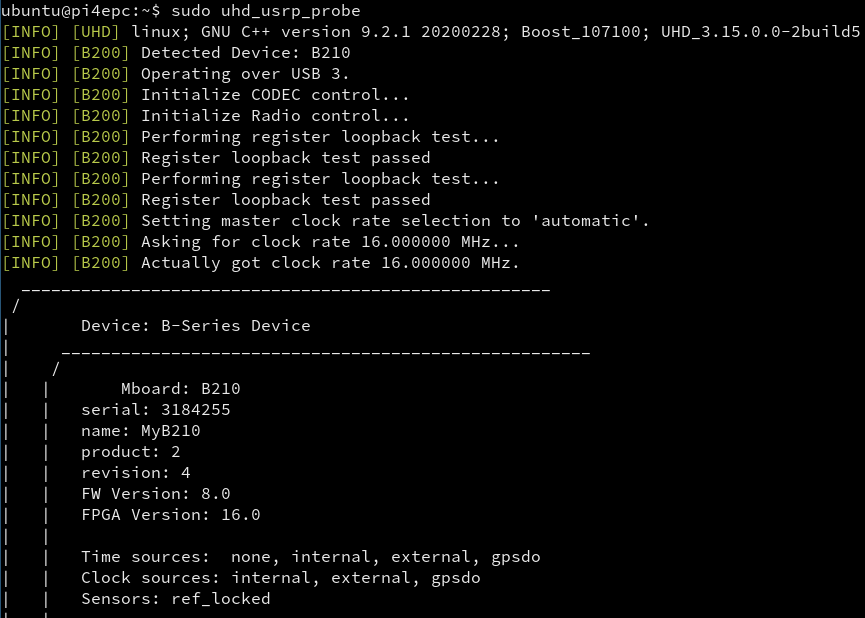 ubuntu@pi4epc:~$ sudo uhd_usrp_probe
[INFO] [UHD] linux; GNU C++ version 9.2.1 20200228; Boost_107100; UHD_3.15.0.0-2build5
[INFO] [B200] Detected Device: B210
[INFO] [B200] Operating over USB 3.
[INFO] [B200] Initialize CODEC control...
[INFO] [B200] Initialize Radio control...
[INFO] [B200] Performing register loopback test...
[INFO] [B200] Register loopback test passed
[INFO] [B200] Performing register loopback test...
[INFO] [B200] Register loopback test passed
[INFO] [B200] Setting master clock rate selection to 'automatic'.
[INFO] [B200] Asking for clock rate 16.000000 MHz...
[INFO] [B200] Actually got clock rate 16.000000 MHz.
  _____________________________________________________
 /
|       Device: B-Series Device
|     _____________________________________________________
|    /
|   |       Mboard: B210
|   |   serial: 3184255
|   |   name: MyB210
|   |   product: 2
|   |   revision: 4
|   |   FW Version: 8.0
|   |   FPGA Version: 16.0
|   |
|   |   Time sources:  none, internal, external, gpsdo
|   |   Clock sources: internal, external, gpsdo
|   |   Sensors: ref_locked
|   |